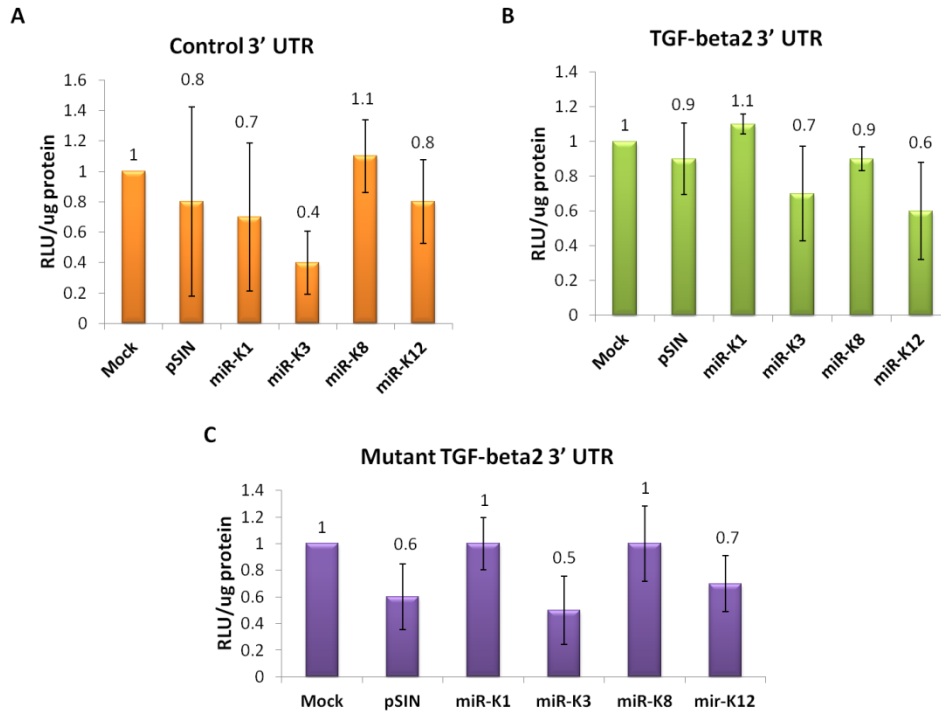 A
Control 3’ UTR
RLU/ug protein
1.6
1.4
1.2
1
0.8
0.6
0.4
0.2
0
1
0.8
0.7
0.4
1.1
0.8
Mock
pSIN
miR-K1
miR-K3
miR-K8
miR-K12
B
TGF-beta2 3’ UTR
RLU/ug protein
1.4
1.2
1
0.8
0.6
0.4
0.2
0
1
0.9
1.1
0.7
0.9
0.6
Mock
pSIN
miR-K1
miR-K3
miR-K8
miR-K12
C
Mutant TGF-beta2 3’ UTR
RLU/ug protein
1.4
1.2
1
0.8
0.6
0.4
0.2
0
1
0.6
1
0.5
1
0.7
Mock
pSIN
miR-K1
miR-K3
miR-K8
mir-K12